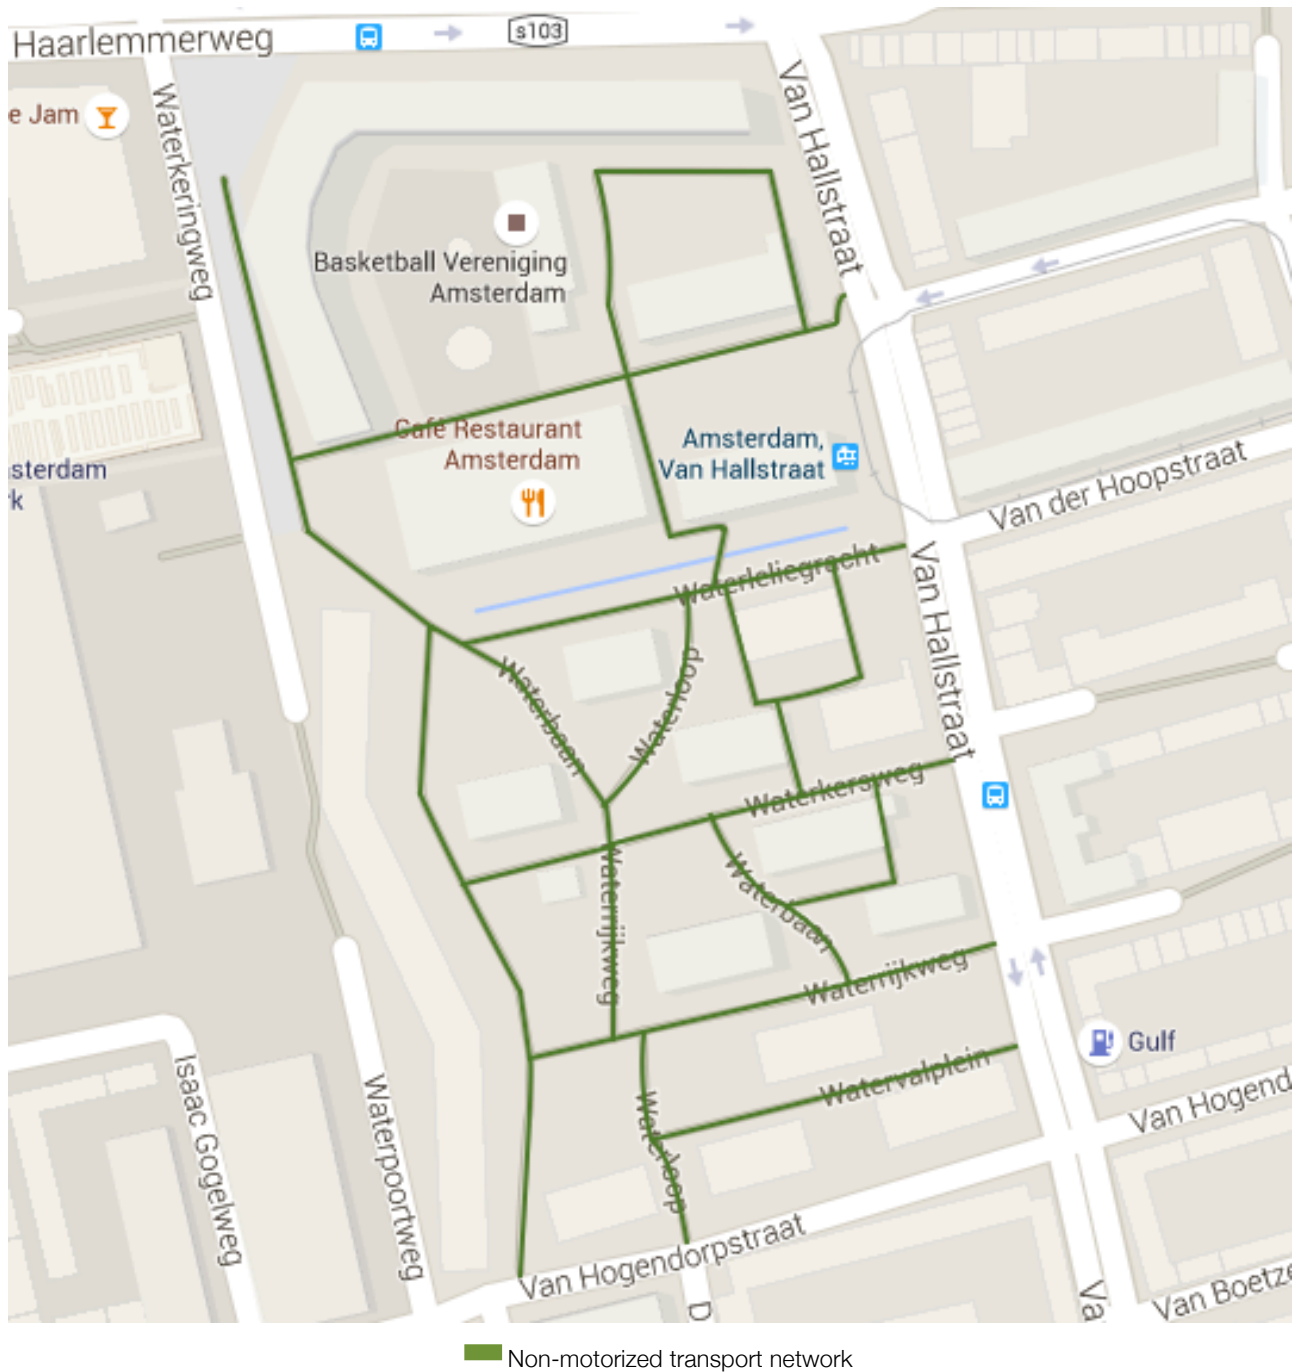 Haarlemmerweg
s103
e Jam
Waterkeringweg
Van Hallstraat
Basketball Vereniging
Amsterdam
Café Restaurant
Amsterdam
Amsterdam,
Van Hallstraat
sterdam
rk
Van der Hoopstraat
Waterleliegracht
Van Hallstraat
Waterbaan
Waterloop
Waterkersweg
Waterrijkweg
Waterbaan
Waterrijkweg
Gulf
Isaac Gogelweg
Waterpoortweg
Waterloop
Watervalplein
Van Hogend
Van Hogendorpstraat
D
Va
Van Boetze
Non-motorized transport network